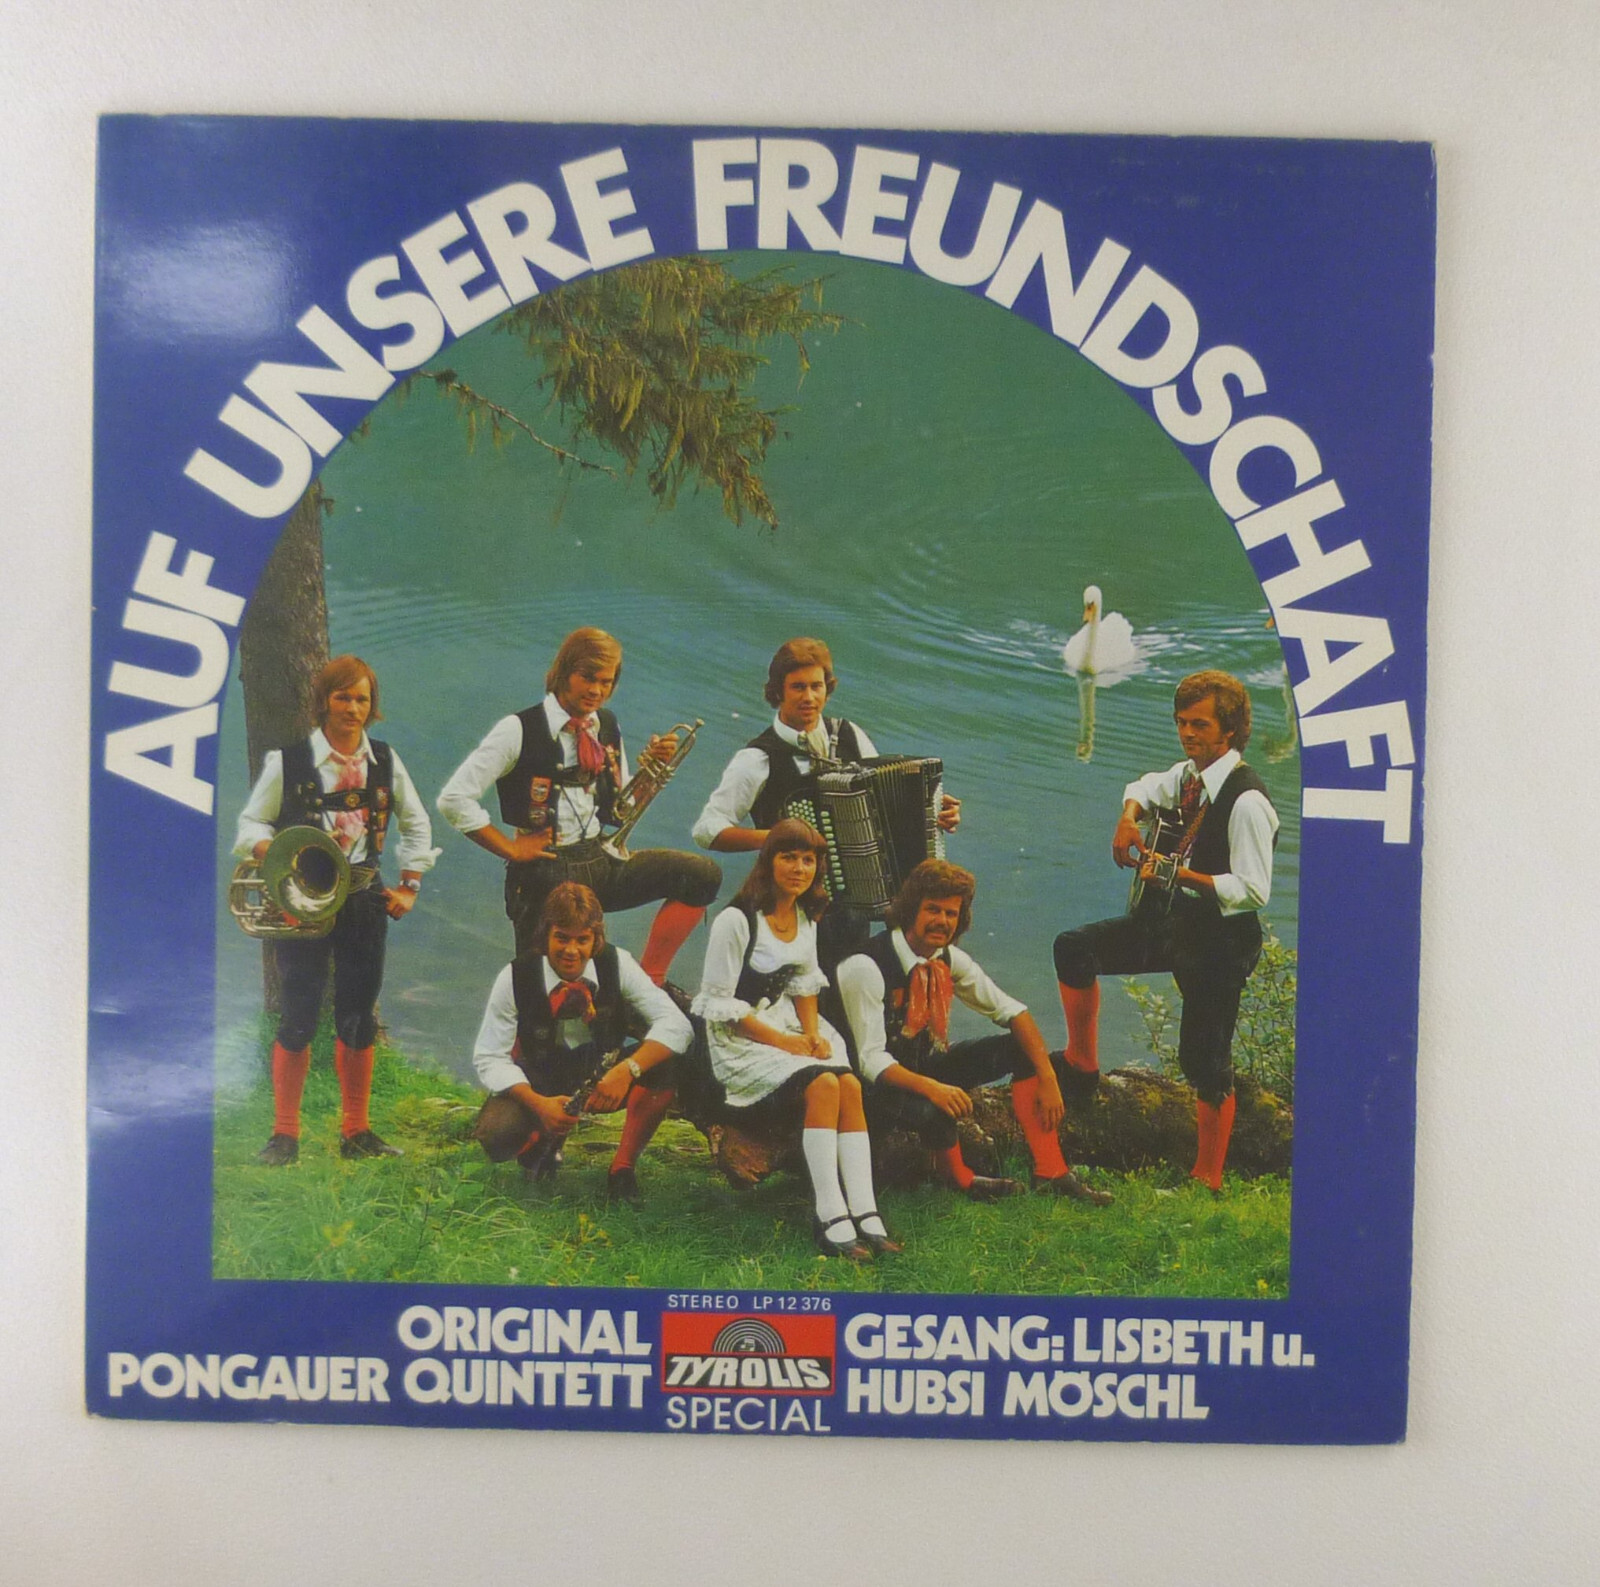 AUF UNSERE FREUNDSCHAFT
ORIGINAL
PONGAUER QUINTETT
STEREO LP 12 376
TYROLIS
SPECIAL
GESANG: LISBETH u.
HUBSI MÖSCHL